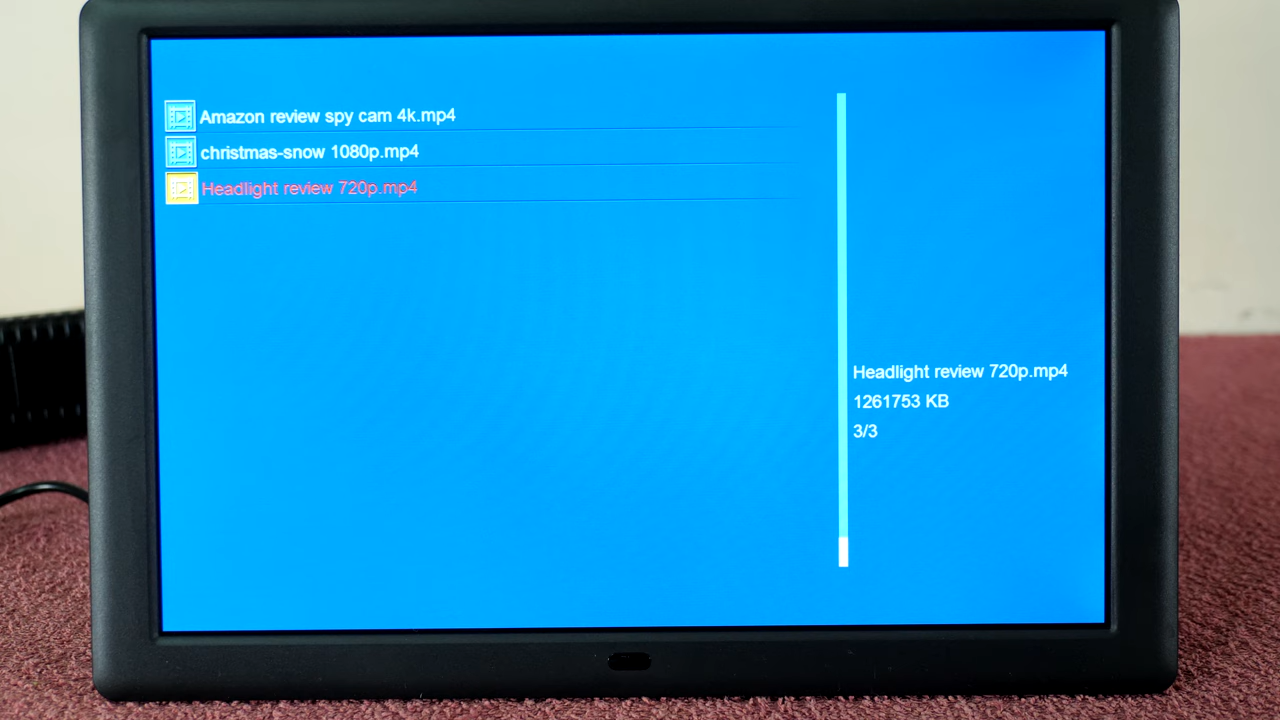 Amazon review spy cam 4k.mp4
christmas-snow 1080p.mp4
Headlight review 720p.mp4
Headlight review 720p.mp4
1261753 KB
3/3